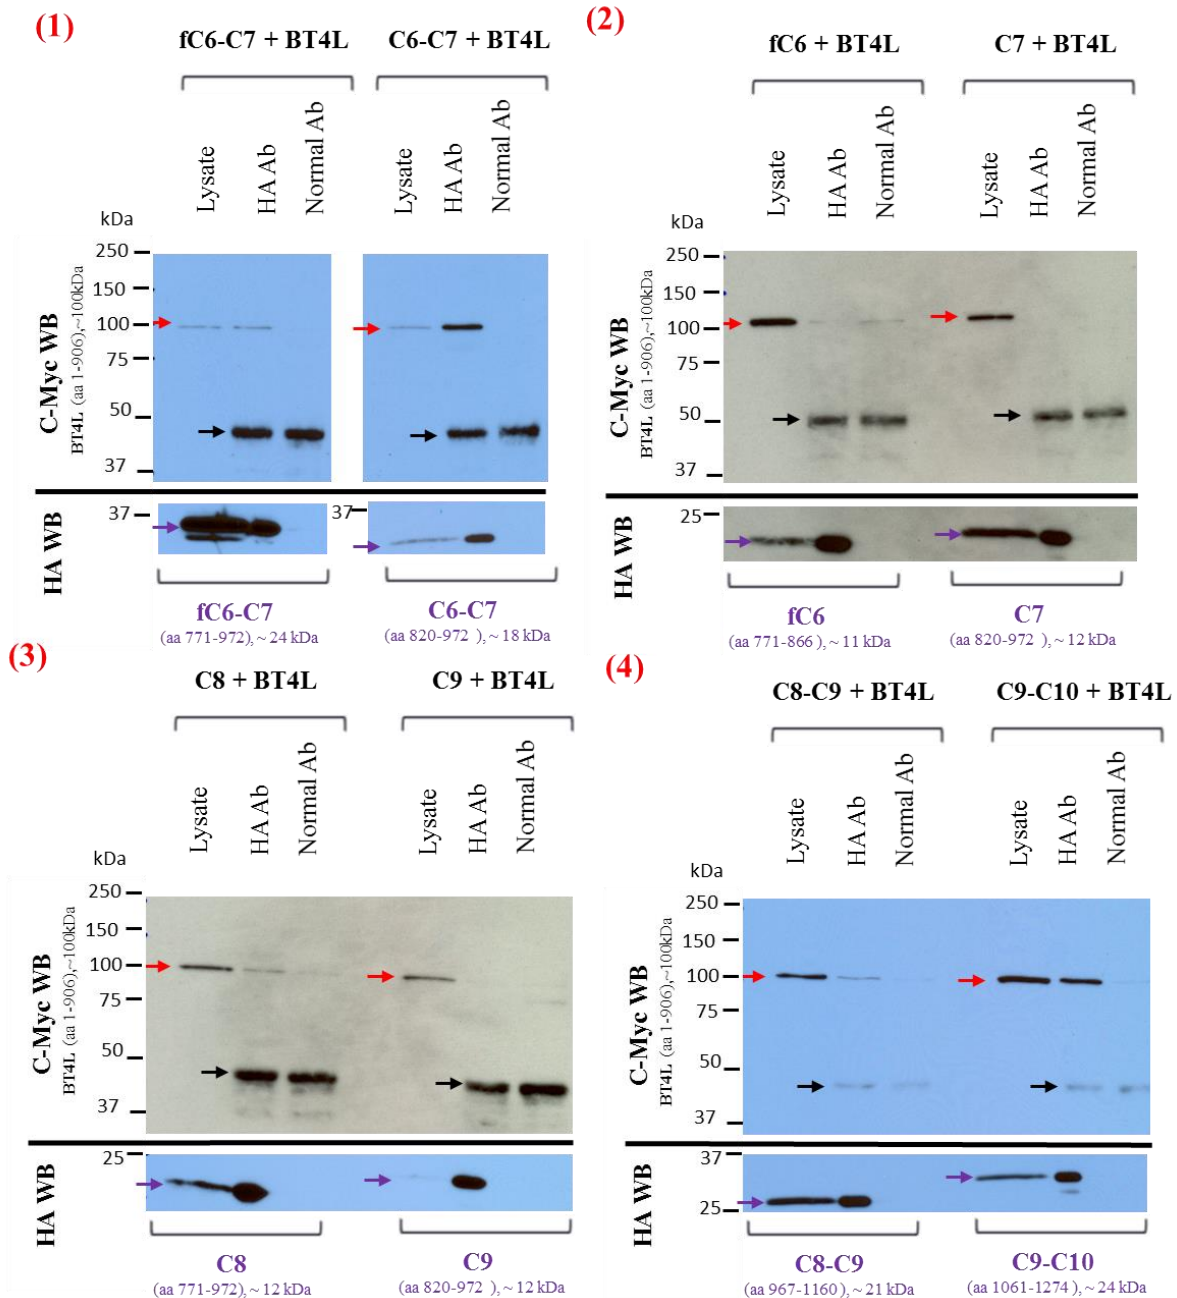 (1)
fC6-C7 + BT4L
C6-C7 + BT4L
Lysate
HA Ab
Normal Ab
Lysate
HA Ab
Normal Ab
kDa
250
150
100
75
50
37
C-Myc WB
BT4L (aa 1-906),~100kDa
HA WB
37
37
fC6-C7
(aa 771-972), ~ 24 kDa
C6-C7
(aa 820-972 ), ~ 18 kDa
(2)
fC6 + BT4L
C7 + BT4L
Lysate
HA Ab
Normal Ab
Lysate
HA Ab
Normal Ab
kDa
250
150
100
75
50
37
C-Myc WB
BT4L (aa 1-906),~100kDa
HA WB
25
fC6
(aa 771-866 ), ~ 11 kDa
C7
(aa 820-972 ), ~ 12 kDa
(3)
C8 + BT4L
C9 + BT4L
Lysate
HA Ab
Normal Ab
Lysate
HA Ab
Normal Ab
kDa
250
150
100
75
50
37
C-Myc WB
BT4L (aa 1-906),~100kDa
HA WB
25
C8
(aa 771-972), ~ 12 kDa
C9
(aa 820-972 ), ~ 12 kDa
(4)
C8-C9 + BT4L
C9-C10 + BT4L
Lysate
HA Ab
Normal Ab
Lysate
HA Ab
Normal Ab
kDa
250
150
100
75
50
37
C-Myc WB
BT4L (aa 1-906),~100kDa
HA WB
37
25
C8-C9
(aa 967-1160), ~ 21 kDa
C9-C10
(aa 1061-1274), ~ 24 kDa